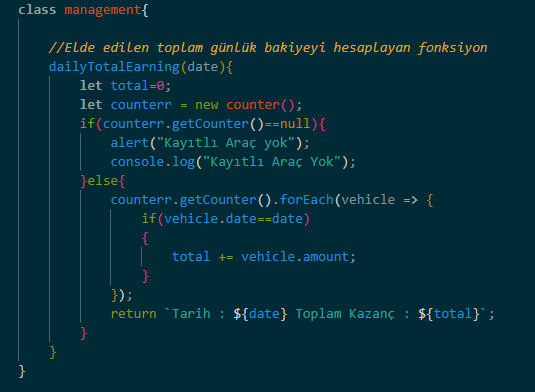 class management{
//Elde edilen toplam günlük bakiyeyi hesaplayan fonksiyon
dailyTotalEarning(date){
let total=0;
let counterr = new counter();
if(counterr.getCounter()==null){
alert("Kayıtlı Araç yok");
console.log("Kayıtlı Araç Yok");
}else{
counterr.getCounter().forEach(vehicle => {
if(vehicle.date==date)
{
total += vehicle.amount;
}
});
return `Tarih : ${date} Toplam Kazanç : ${total}`;
}
}
}